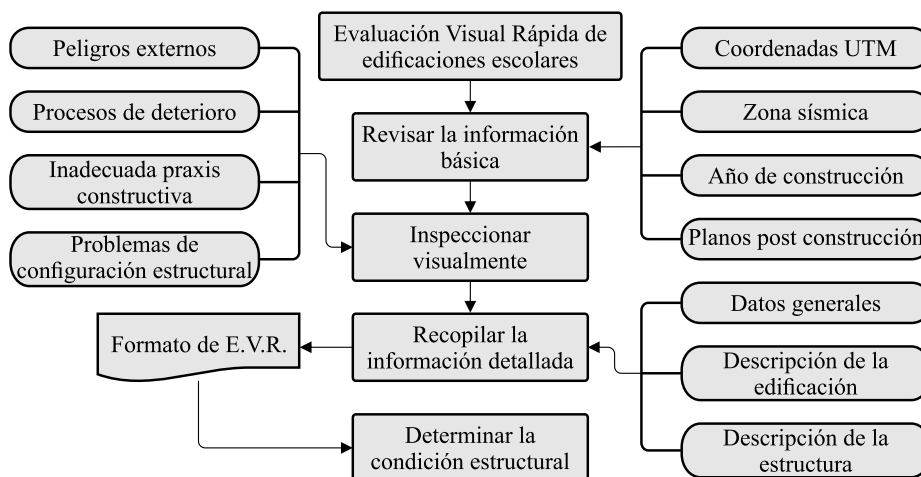 Evaluación Visual Rápida de
edificaciones escolares
Peligros externos
Procesos de deterioro
Inadecuada praxis
constructiva
Problemas de
configuración estructural
Revisar la información
básica
Coordenadas UTM
Zona sísmica
Año de construcción
Planos post construcción
Inspeccionar
visualmente
Recopilar la
información detallada
Datos generales
Descripción de la
edificación
Descripción de la
estructura
Formato de E.V.R.
Determinar la
condición estructural